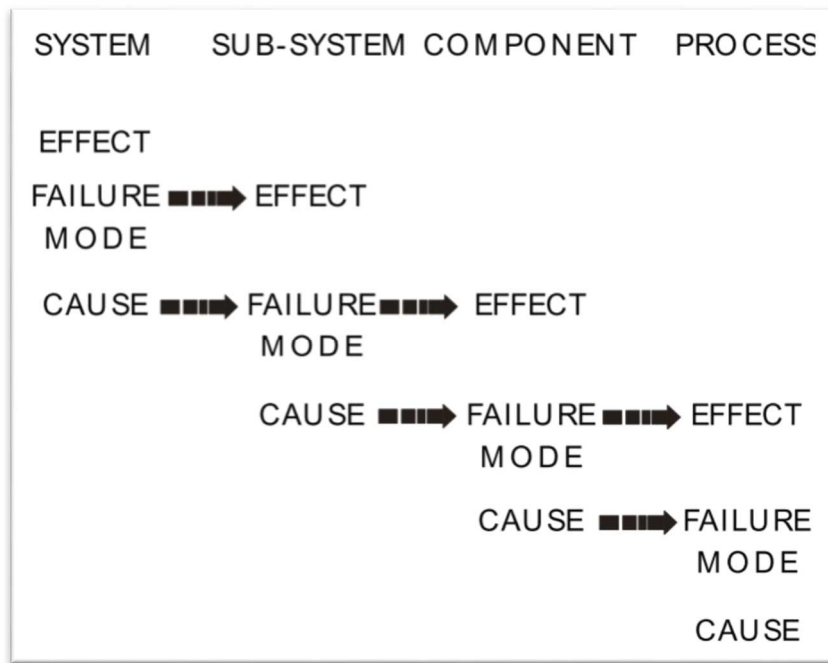 SYSTEM SUB-SYSTEM COMPONENT PROCESS
EFFECT
FAILURE EFFECT
MODE
CAUSE FAILURE EFFECT
MODE
CAUSE FAILURE EFFECT
MODE
CAUSE FAILURE
MODE
CAUSE